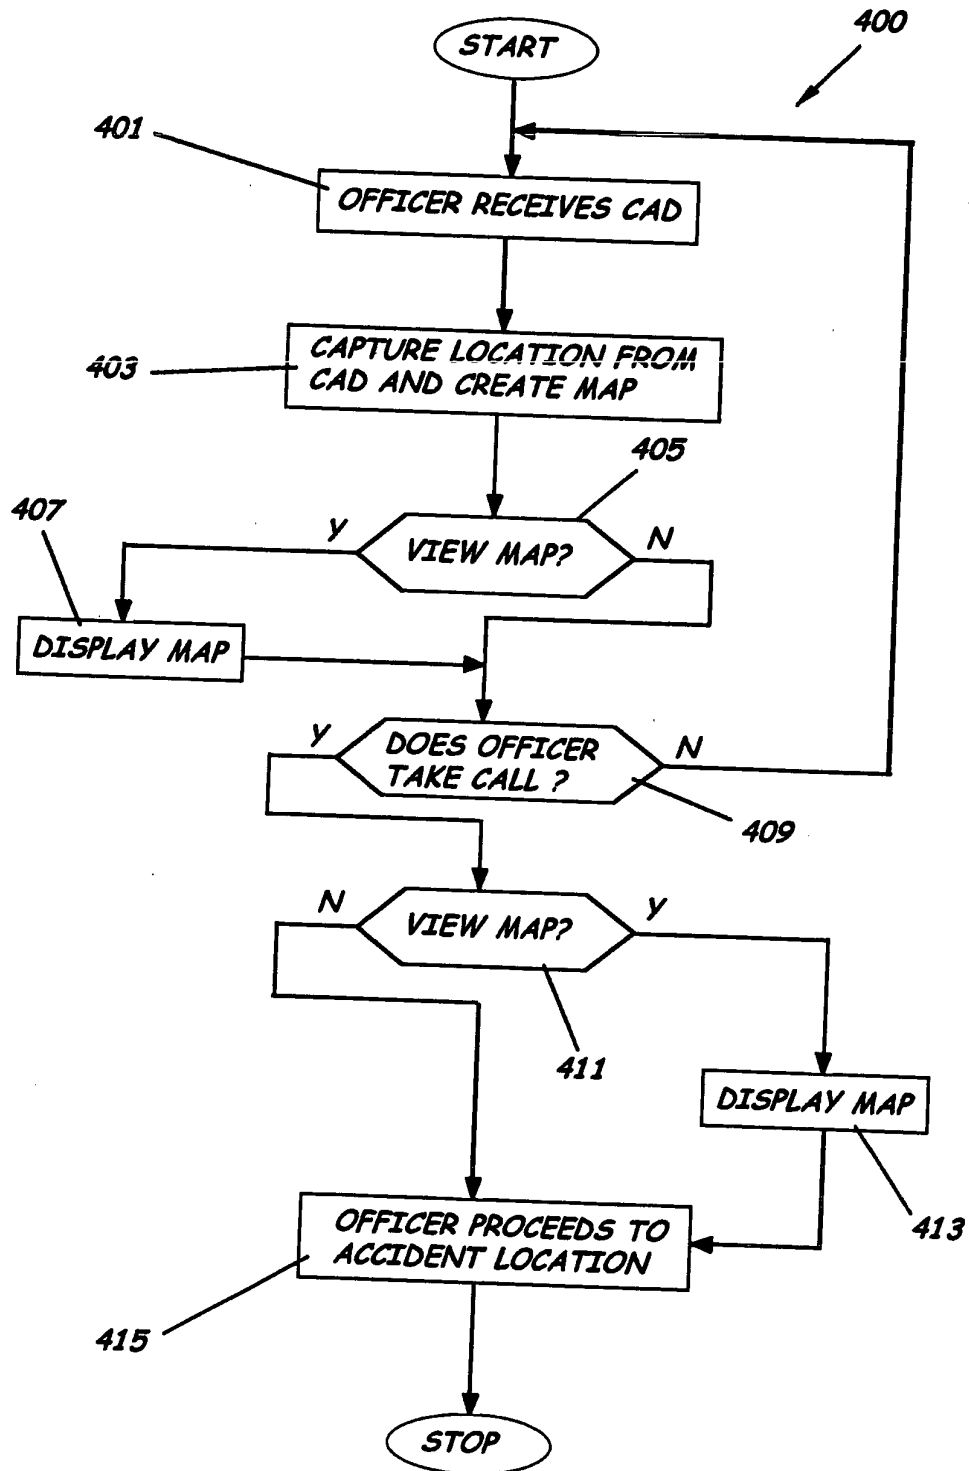 START
400
401
OFFICER RECEIVES CAD
403
CAPTURE LOCATION FROM
CAD AND CREATE MAP
405
407
Y
VIEW MAP?
N
DISPLAY MAP
Y
DOES OFFICER
TAKE CALL ?
N
409
N
VIEW MAP?
Y
411
DISPLAY MAP
413
OFFICER PROCEEDS TO
ACCIDENT LOCATION
415
STOP